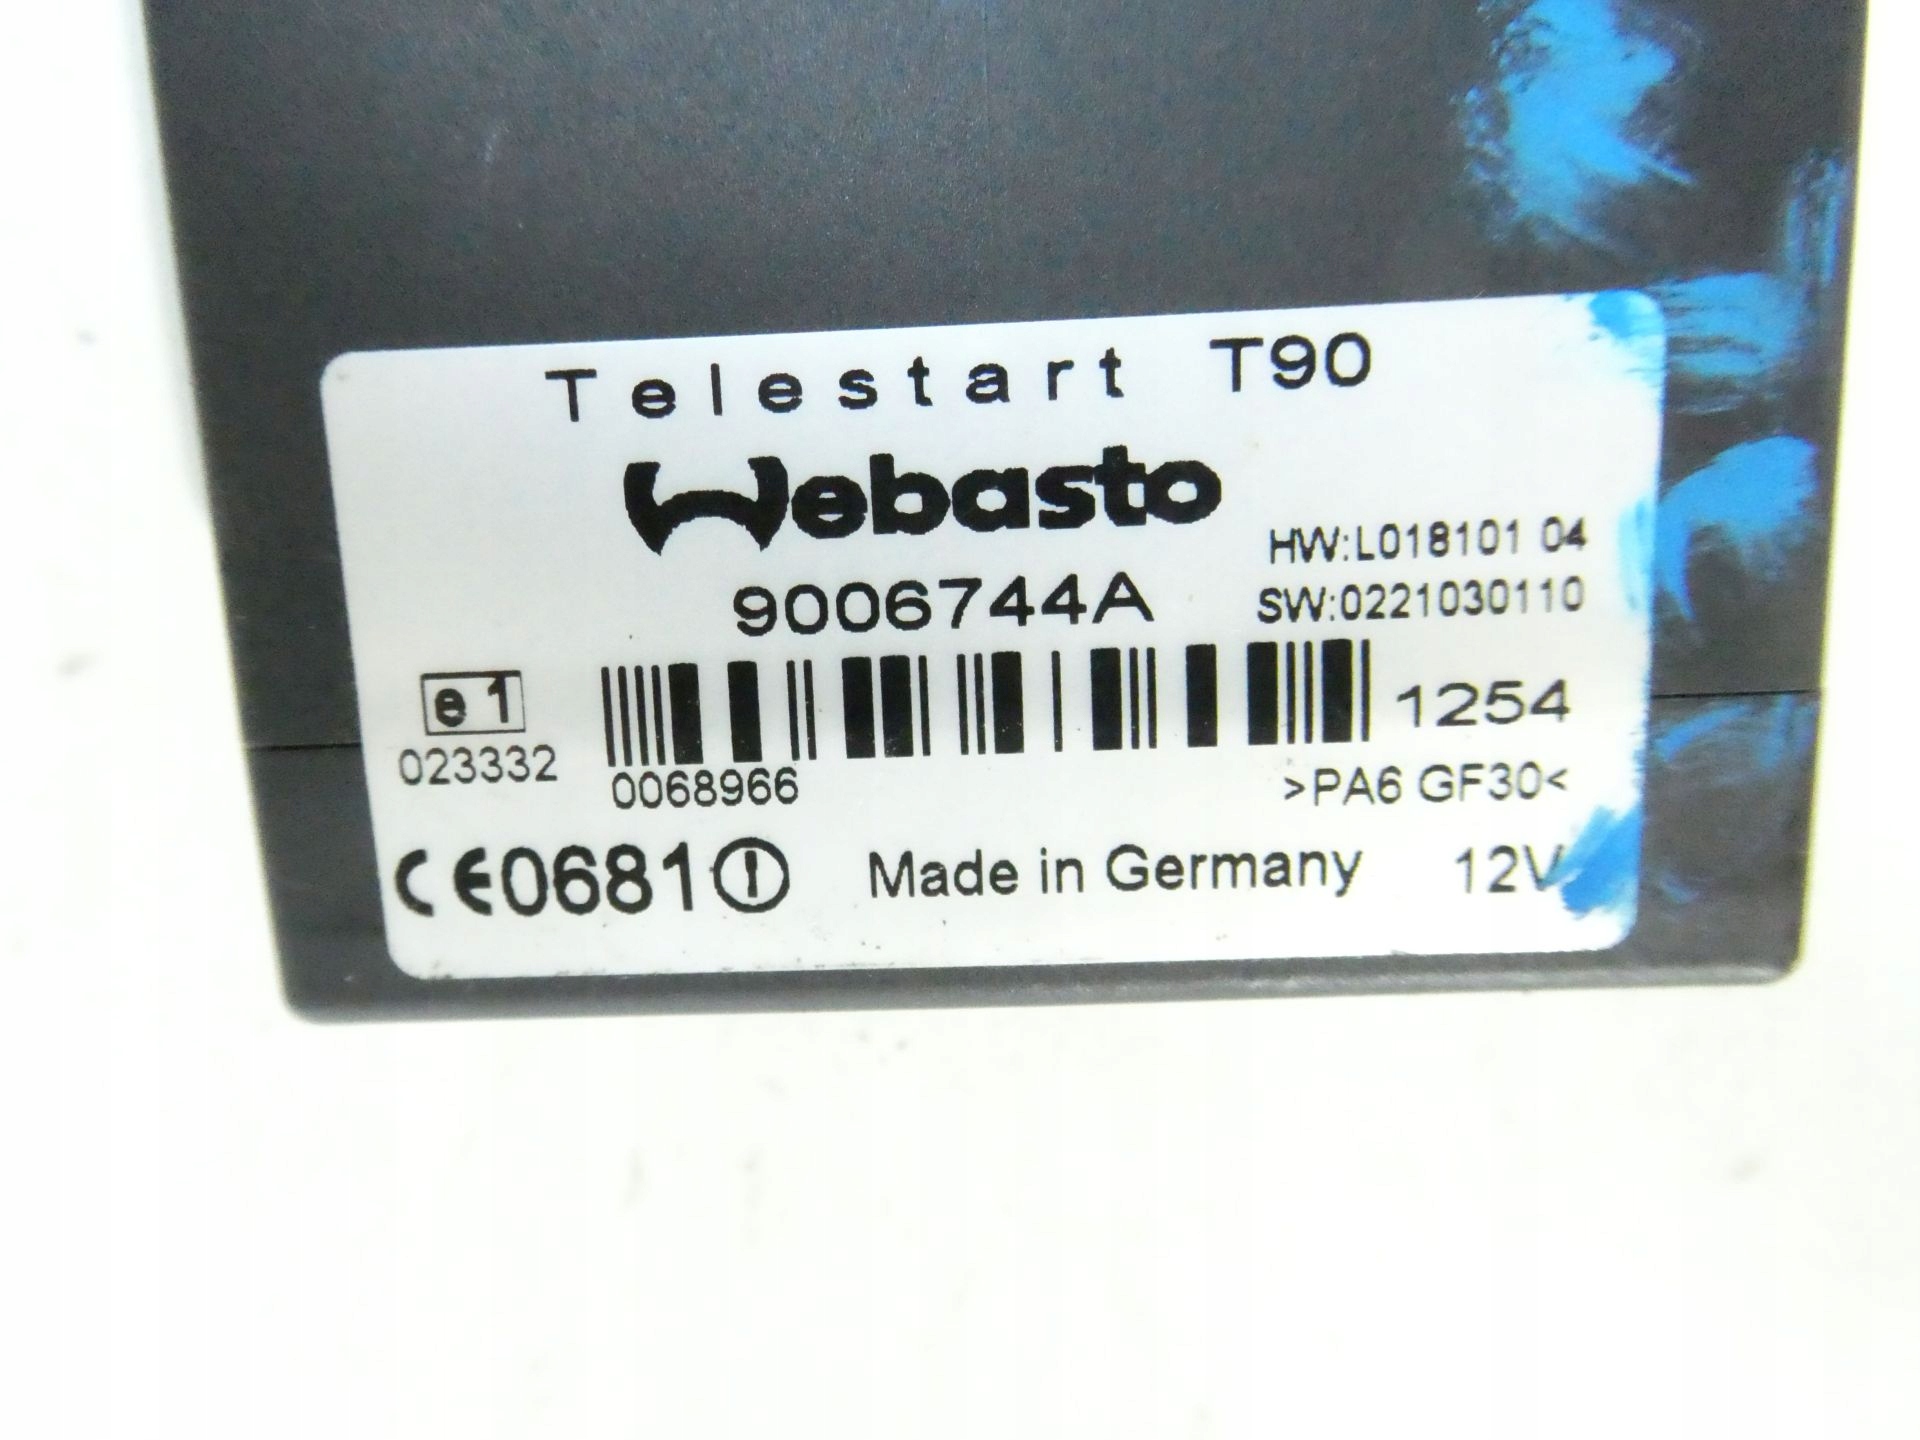 Telestart T90
Webasto
HW:L018101 04
9006744A
SW:0221030110
e1
1254
023332
0068966
>PA6 GF30<
CE0681
Made in Germany
12V